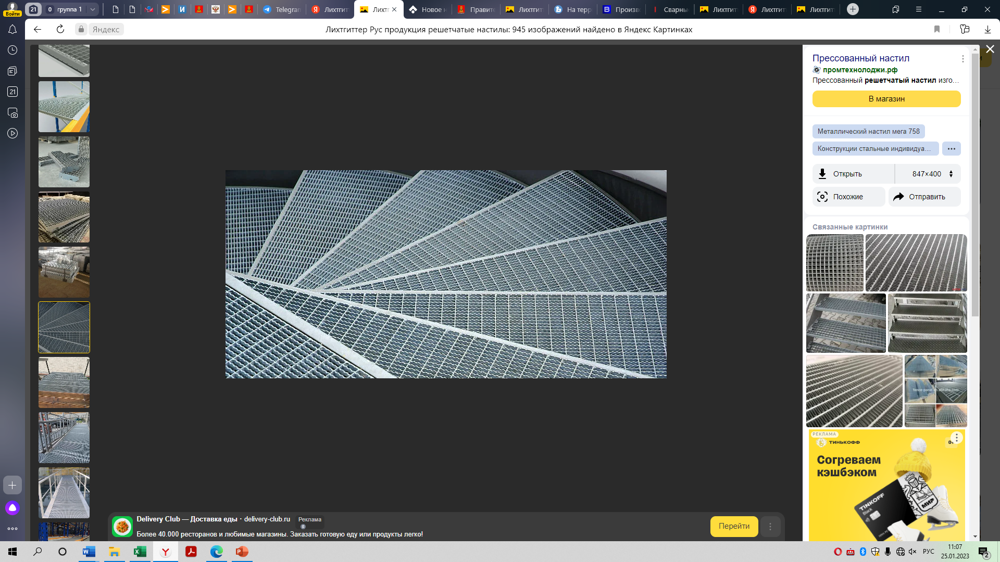 21
0
группа 1
Telegran
Лихтгит
Лихтг
Новое н
Правите
Лихтгит
На терр
Произв
Сварны
Лихтгит
Лихтгит
Лихтгит
Войти
Яндекс
Лихтгиттер Рус продукция решетчатые настилы: 945 изображений найдено в Яндекс Картинках
21
Прессованный настил
промтехнолоджи.рф
Прессованный решетчатый настил изго...
В магазин
Металлический настил мега 758
Конструкции стальные индивидуа...
Открыть
847×400
Похожие
Отправить
Связанные картинки
РЕКЛАМА
ТИНЬКОФФ
0+
Согреваем
кэшбэком
TINKOFF
Black
МИР
Delivery Club — Доставка еды · delivery-club.ru
Реклама
Более 40.000 ресторанов и любимые магазины. Заказать готовую еду или продукты легко!
Перейти
РУС
11:07
25.01.2023
2